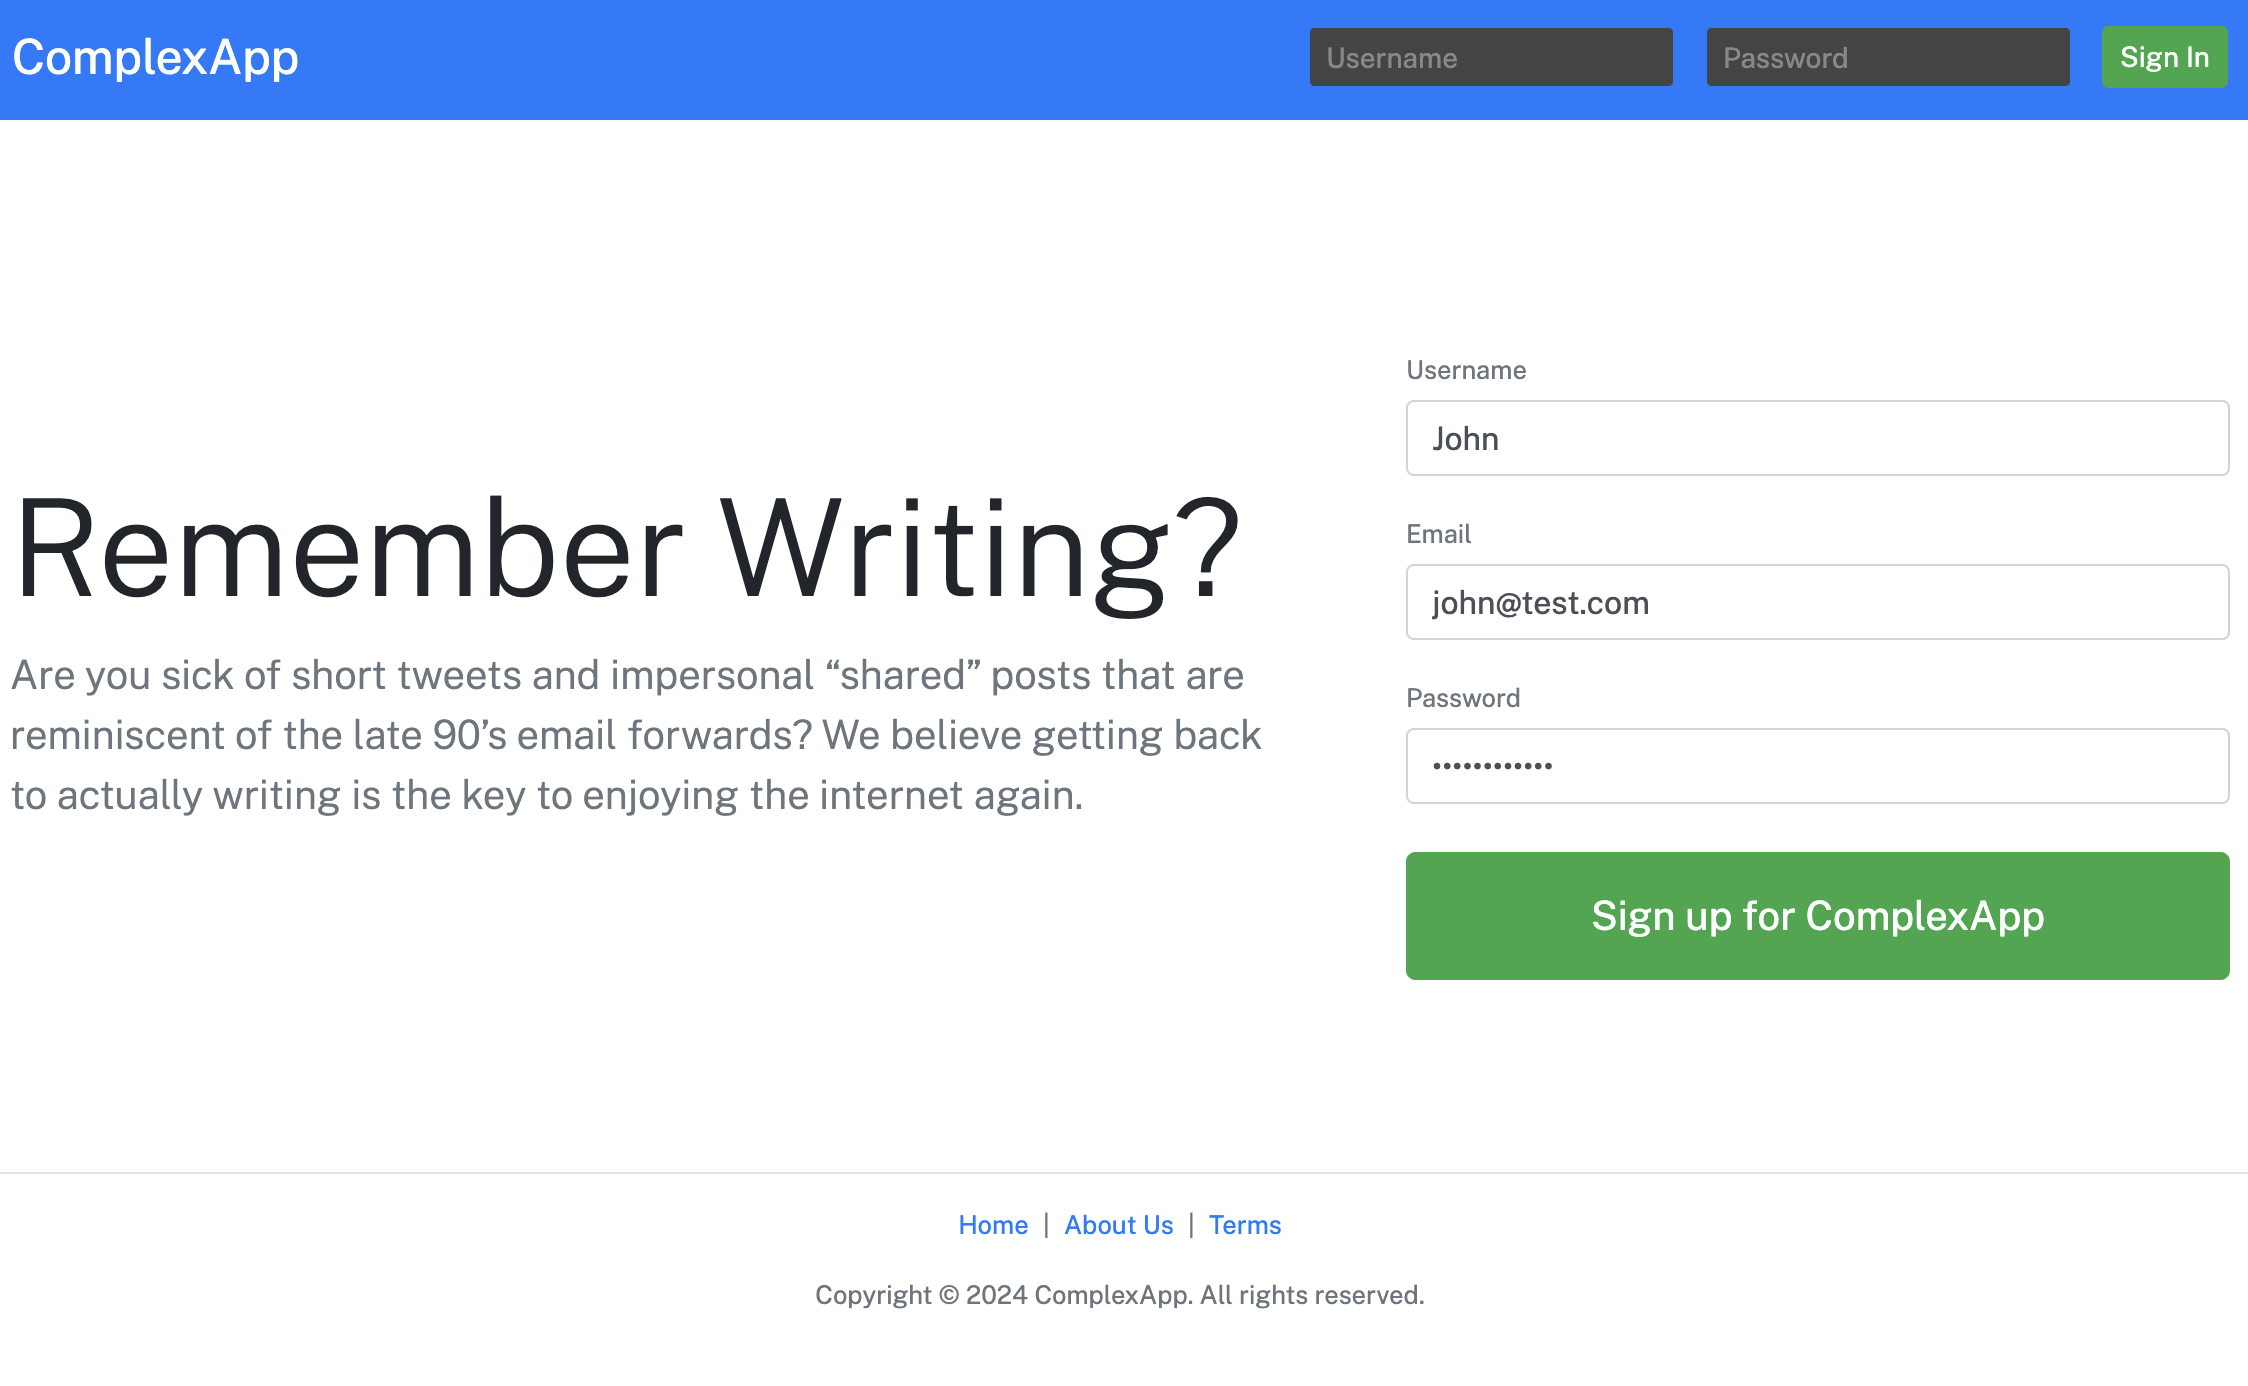 ComplexApp
Username
Password
Sign In
Remember Writing?
Are you sick of short tweets and impersonal “shared” posts that are
reminiscent of the late 90’s email forwards? We believe getting back
to actually writing is the key to enjoying the internet again.
Username
John
Email
john@test.com
Password
••••••••••••
Sign up for ComplexApp
Home | About Us | Terms
Copyright © 2024 ComplexApp. All rights reserved.